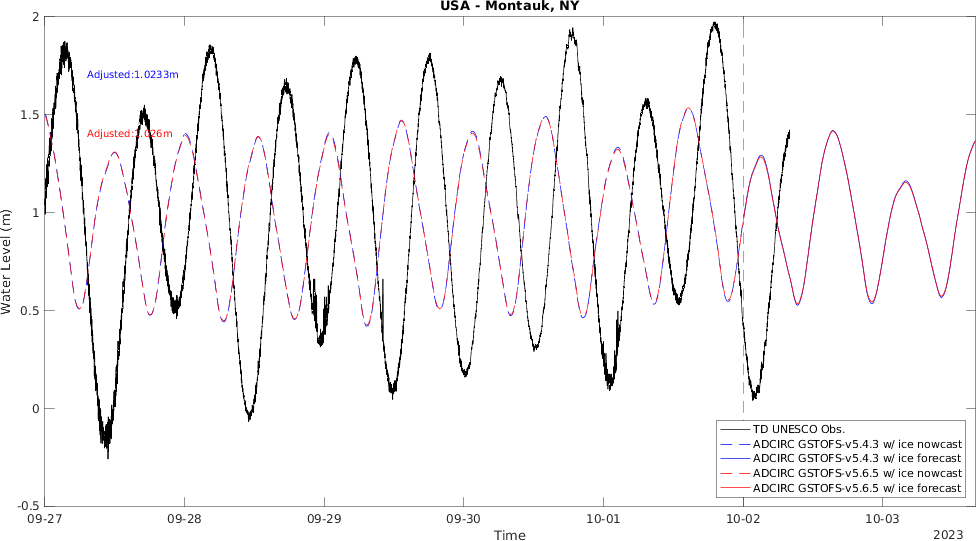 USA - Montauk, NY
2
1.5
1
0.5
0
-0.5
Water Level (m)
Adjusted:1.0233m
Adjusted:1.026m
TD UNESCO Obs.
ADCIRC GSTOFS-v5.4.3 w/ ice nowcast
ADCIRC GSTOFS-v5.4.3 w/ ice forecast
ADCIRC GSTOFS-v5.6.5 w/ ice nowcast
ADCIRC GSTOFS-v5.6.5 w/ ice forecast
09-27 09-28 09-29 09-30 10-01 10-02 10-03
Time
2023